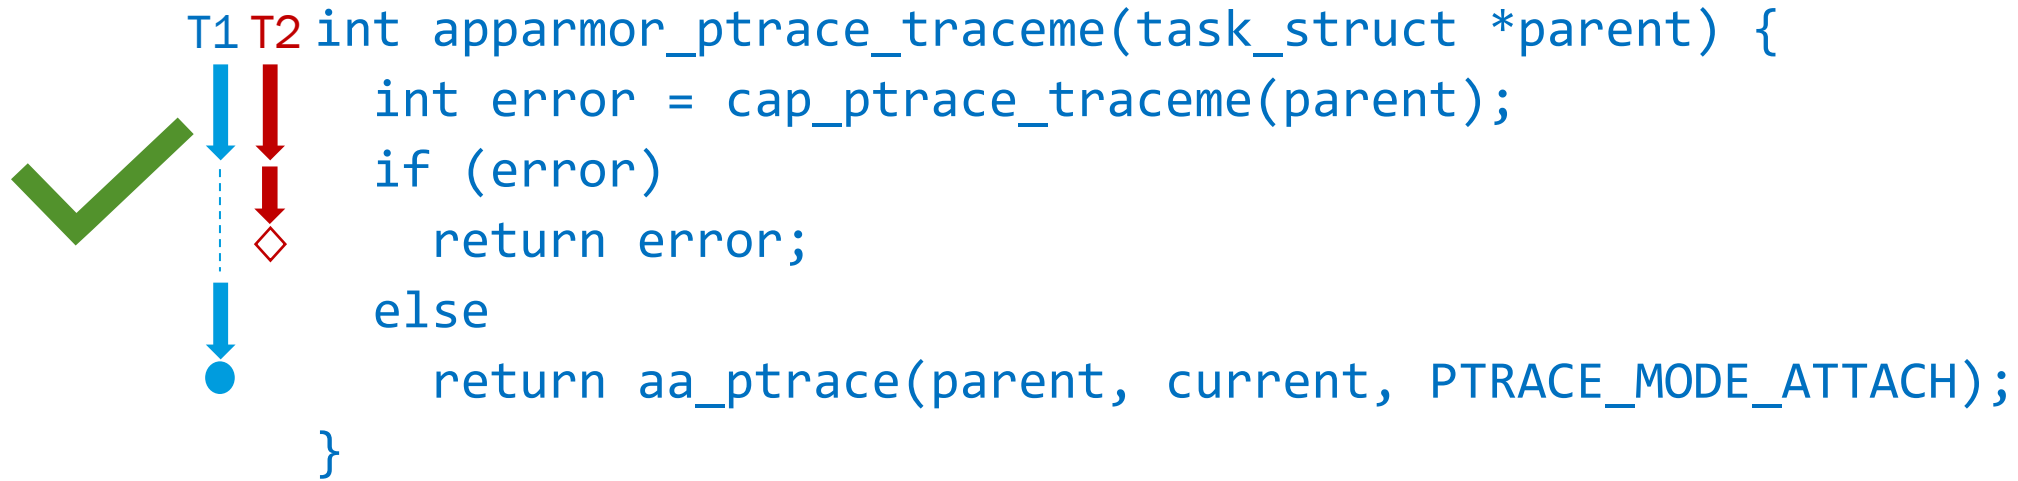 T1 T2 int apparmor_ptrace_traceme(task_struct *parent) {
int error = cap_ptrace_traceme(parent);
if (error)
return error;
else
return aa_ptrace(parent, current, PTRACE_MODE_ATTACH);
}